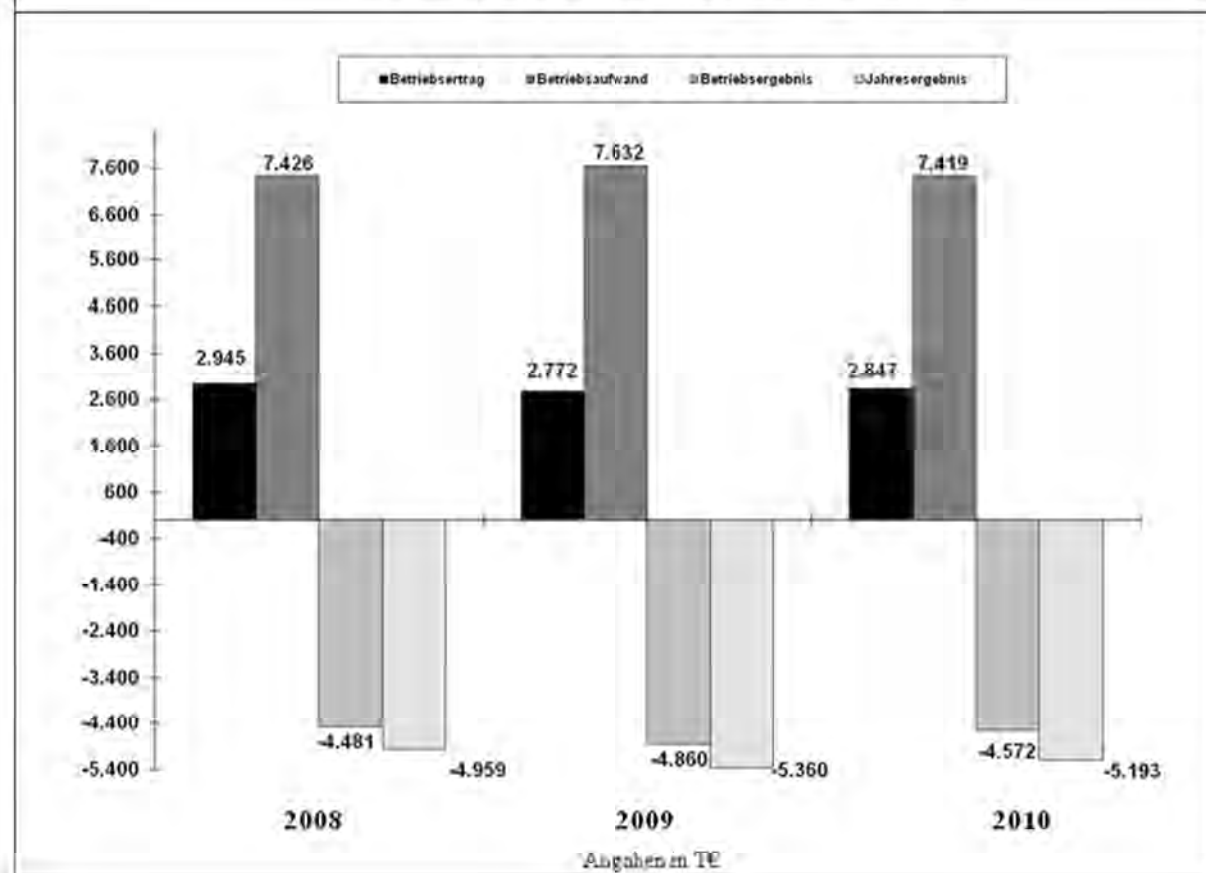 Betriebsertrag Betriebsaufwand Betriebsergebnis Jahresergebnis
7.600
6.600
5.600
4.600
3.600
2.600
1.600
600
-400
-1.400
-2.400
-3.400
-4.400
-5.400
2.945 7.426 -4.481 -4.959
2.772 7.632 -4.860 -5.360
2.847 7.419 -4.572 -5.193
2008 2009 2010
Angaben in T€